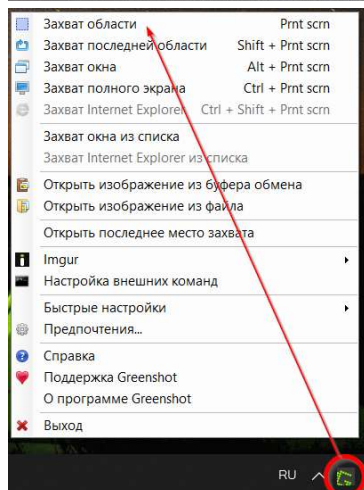 Захват области Prnt scrn
Захват последней области Shift + Prnt scrn
Захват окна Alt + Prnt scrn
Захват полного экрана Ctrl + Prnt scrn
Захват Internet Explorer Ctrl + Shift + Prnt scrn
Захват окна из списка
Захват Internet Explorer из списка
Открыть изображение из буфера обмена
Открыть изображение из файла
Открыть последнее место захвата
Imgur
Настройка внешних команд
Быстрые настройки
Предпочтения...
Справка
Поддержка Greenshot
О программе Greenshot
Выход
RU